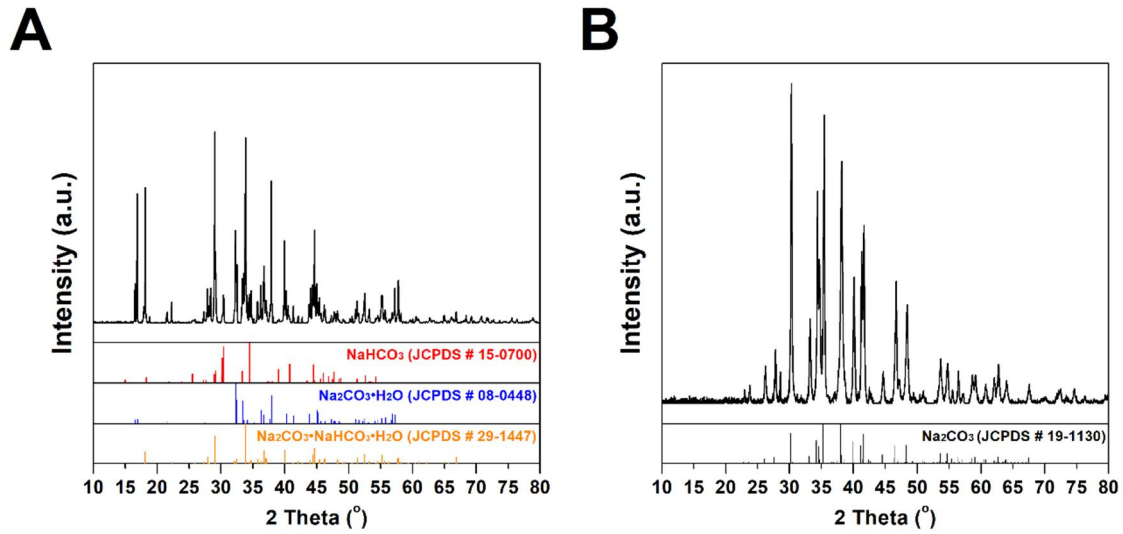 A
Intensity (a.u.)
NaHCO₃ (JCPDS # 15-0700)
Na₂CO₃•H₂O (JCPDS # 08-0448)
Na₂CO₃•NaHCO₃•H₂O (JCPDS # 29-1447)
10 15 20 25 30 35 40 45 50 55 60 65 70 75 80
2 Theta (°)
B
Intensity (a.u.)
Na₂CO₃ (JCPDS # 19-1130)
10 15 20 25 30 35 40 45 50 55 60 65 70 75 80
2 Theta (°)